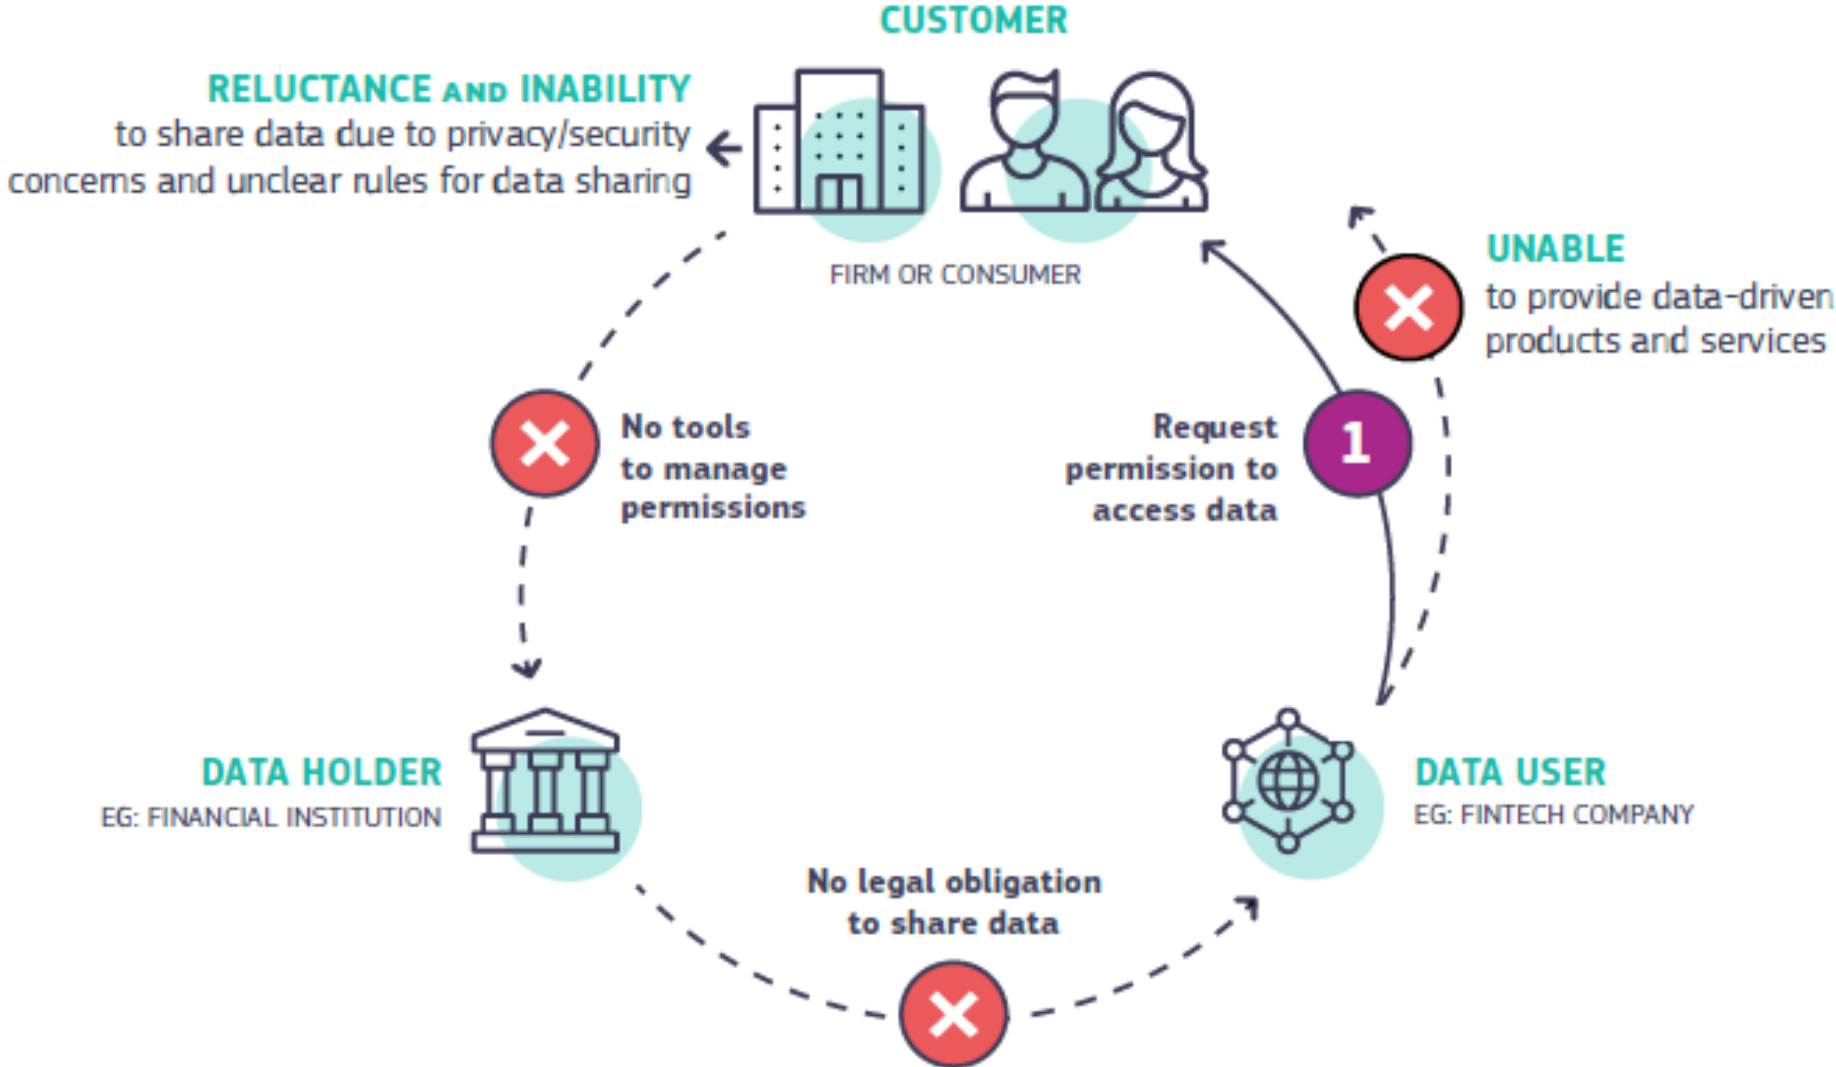 CUSTOMER
RELUCTANCE AND INABILITY
to share data due to privacy/security
concerns and unclear rules for data sharing
FIRM OR CONSUMER
UNABLE
to provide data-driven
products and services
No tools
to manage
permissions
Request
permission to
access data
1
DATA HOLDER
EG: FINANCIAL INSTITUTION
DATA USER
EG: FINTECH COMPANY
No legal obligation
to share data